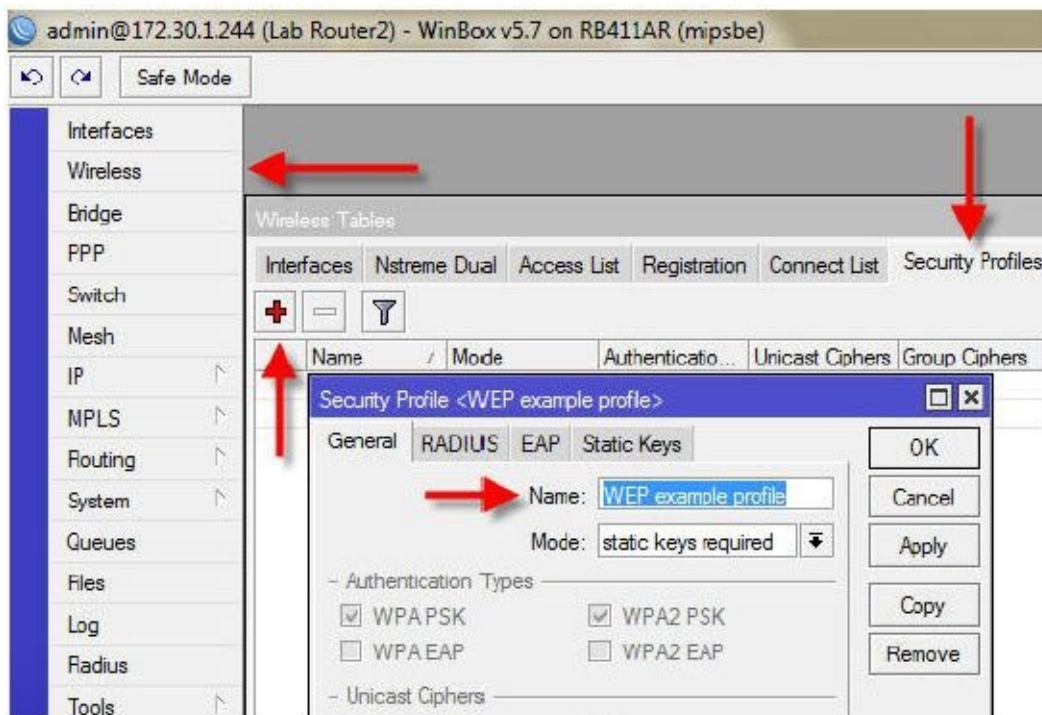 admin@172.30.1.244 (Lab Router2) - WinBox v5.7 on RB411AR (mipsbe)
Safe Mode
Interfaces
Wireless
Bridge
PPP
Switch
Mesh
IP
MPLS
Routing
System
Queues
Files
Log
Radius
Tools
Wireless Tables
Interfaces Nstreme Dual Access List Registration Connect List Security Profiles
Name / Mode Authenticatio... Unicast Ciphers Group Ciphers
Security Profile <WEP example profile>
General RADIUS EAP Static Keys
Name: WEP example profile
Mode: static keys required
- Authentication Types
WPA PSK WPA2 PSK
WPA EAP WPA2 EAP
- Unicast Ciphers
OK
Cancel
Apply
Copy
Remove